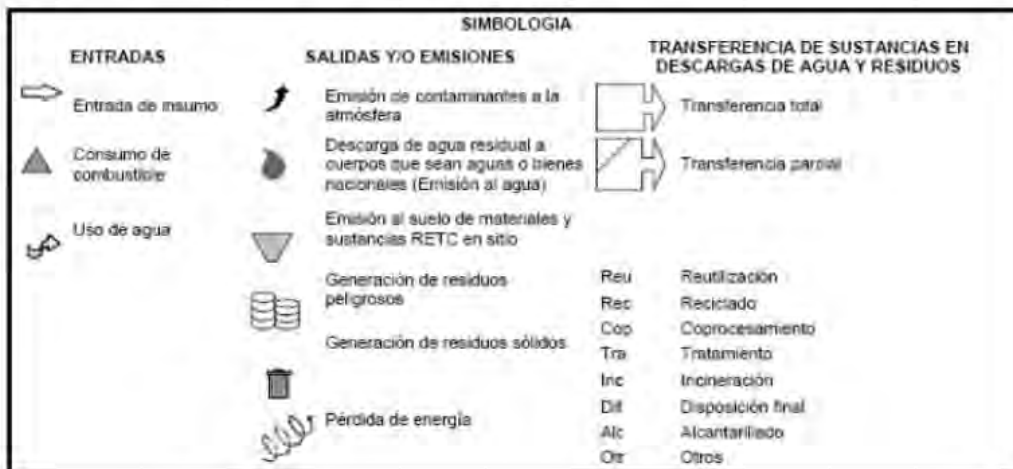 SIMBOLOGIA
ENTRADAS
Entrada de insumo
Consumo de
combustible
Uso de agua
SALIDAS Y/O EMISIONES
Emisión de contaminantes a la
atmósfera
Descarga de agua residual a
cuerpos que sean aguas o bienes
nacionales (Emisión al agua)
Emisión al suelo de materiales y
sustancias RETC en sitio
Generación de residuos
peligrosos
Generación de residuos sólidos
Pérdida de energía
TRANSFERENCIA DE SUSTANCIAS EN
DESCARGAS DE AGUA Y RESIDUOS
Transferencia total
Transferencia parcial
Reu Reutilización
Rec Reciclado
Cop Coprocesamiento
Tra Tratamiento
Inc Incineración
Dif Disposición final
Alc Alcantarillado
Otr Otros